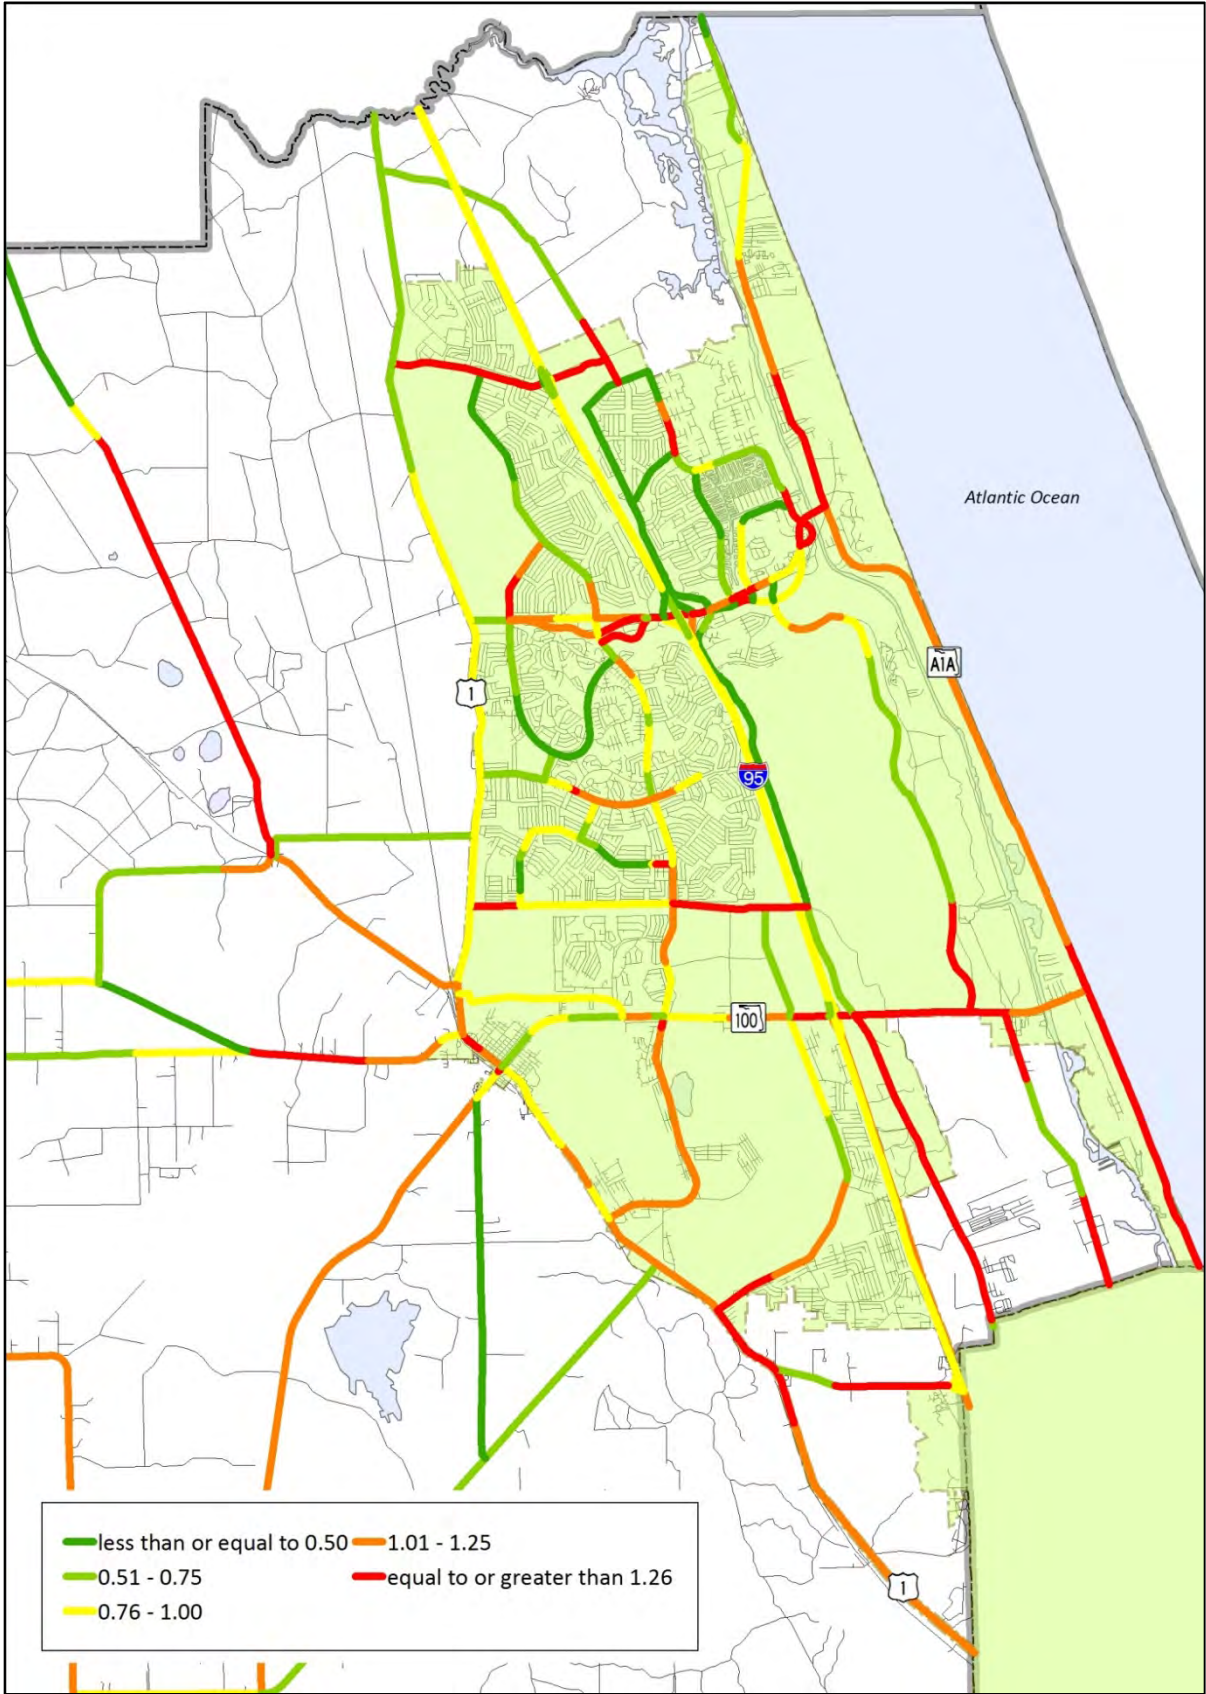 Atlantic Ocean
A1A
1
95
100
less than or equal to 0.50
1.01 - 1.25
0.51 - 0.75
equal to or greater than 1.26
0.76 - 1.00
1